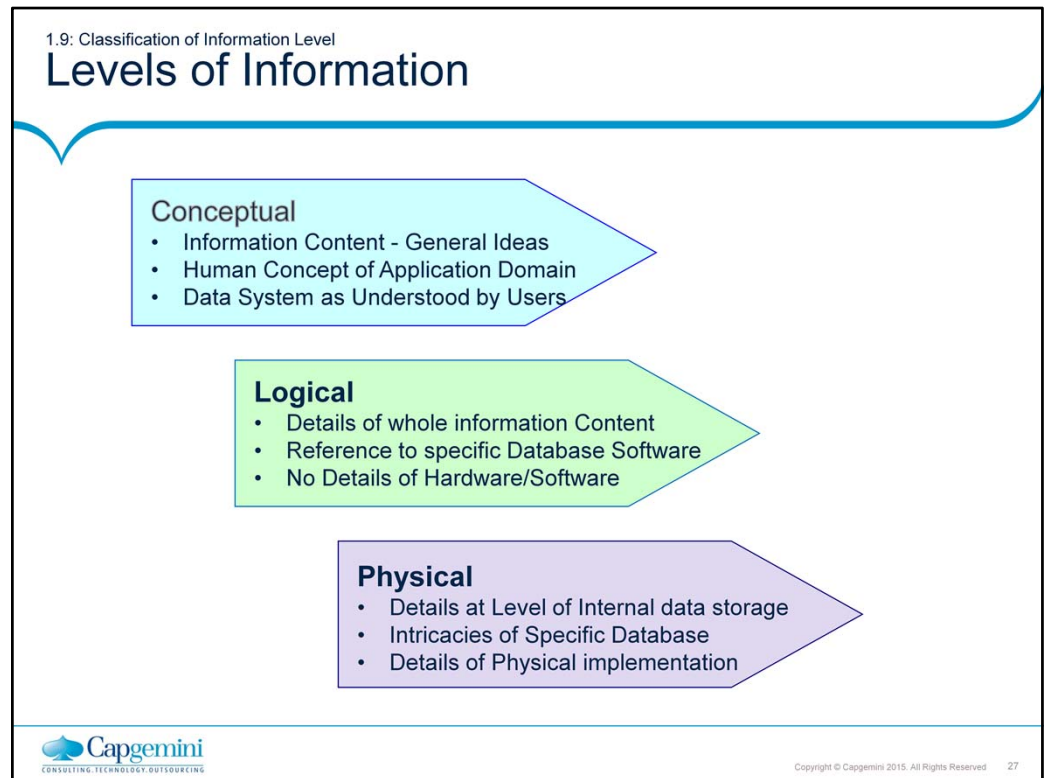 1.9: Classification of Information Level
Levels of Information
Conceptual
• Information Content - General Ideas
• Human Concept of Application Domain
• Data System as Understood by Users
Logical
• Details of whole information Content
• Reference to specific Database Software
• No Details of Hardware/Software
Physical
• Details at Level of Internal data storage
• Intricacies of Specific Database
• Details of Physical implementation
Capgemini
CONSULTING.TECHNOLOGY.OUTSOURCING
Copyright © Capgemini 2015. All Rights Reserved 27